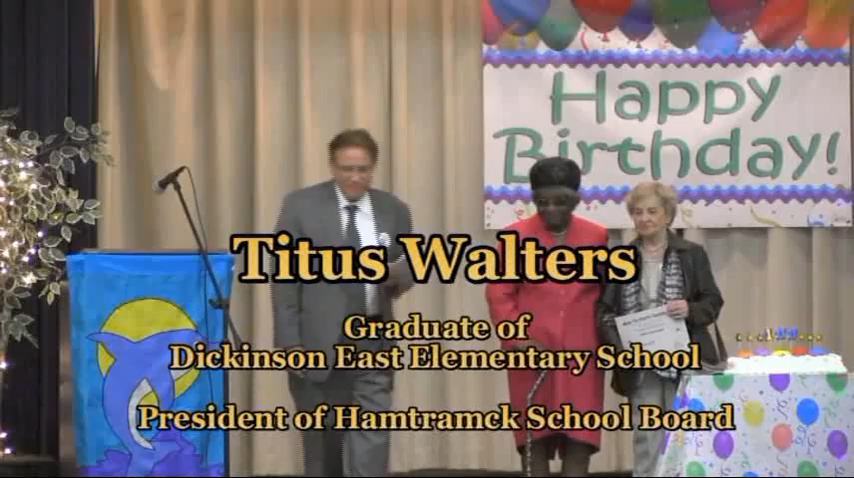 Happy
Birthday!
Titus Walters
Graduate of
Dickinson East Elementary School
President of Hamtramck School Board